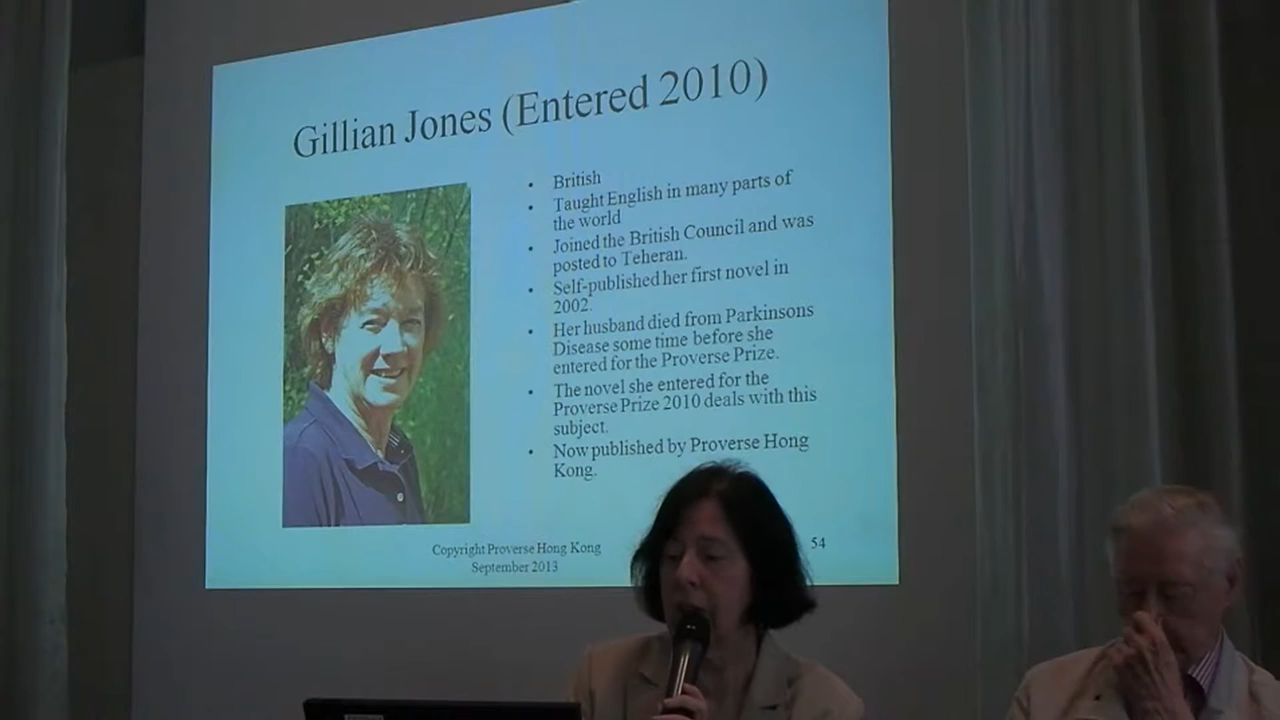 Gillian Jones (Entered 2010)
• British
• Taught English in many parts of
the world
• Joined the British Council and was
posted to Teheran.
• Self-published her first novel in
2002.
• Her husband died from Parkinsons
Disease some time before she
entered for the Proverse Prize.
• The novel she entered for the
Proverse Prize 2010 deals with this
subject.
• Now published by Proverse Hong
Kong.
Copyright Proverse Hong Kong
September 2013
54